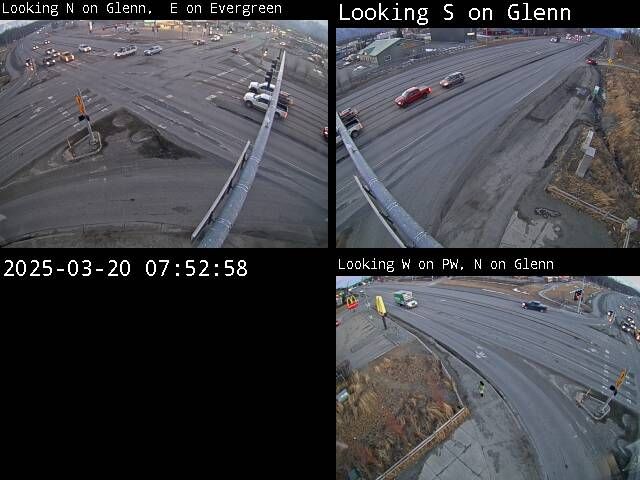 Looking N on Glenn,  E on Evergreen
Looking S on Glenn
2025-03-20 07:52:58
Looking W on PW, N on Glenn